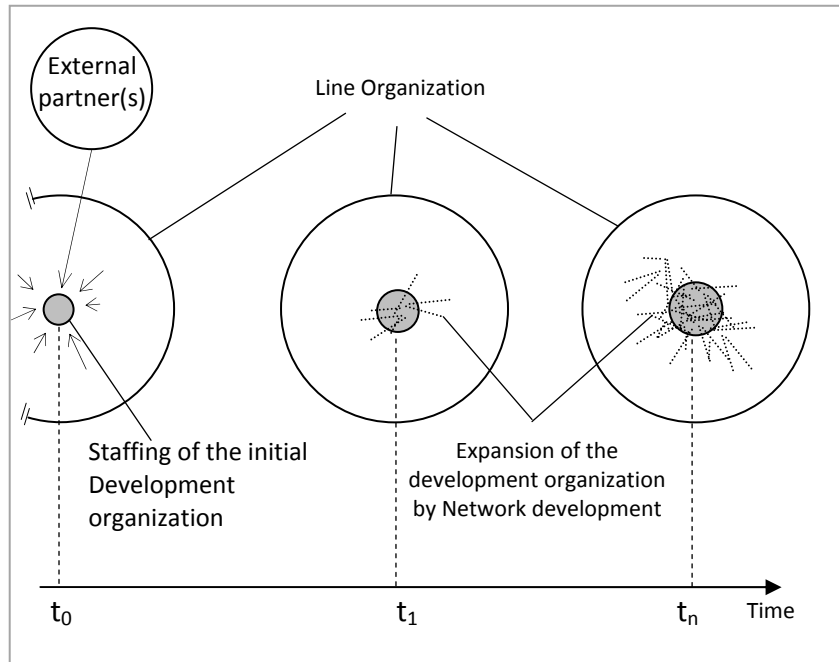 External
partner(s)
Line Organization
Staffing of the initial
Development
organization
Expansion of the
development organization
by Network development
t₀
t₁
tₙ
Time